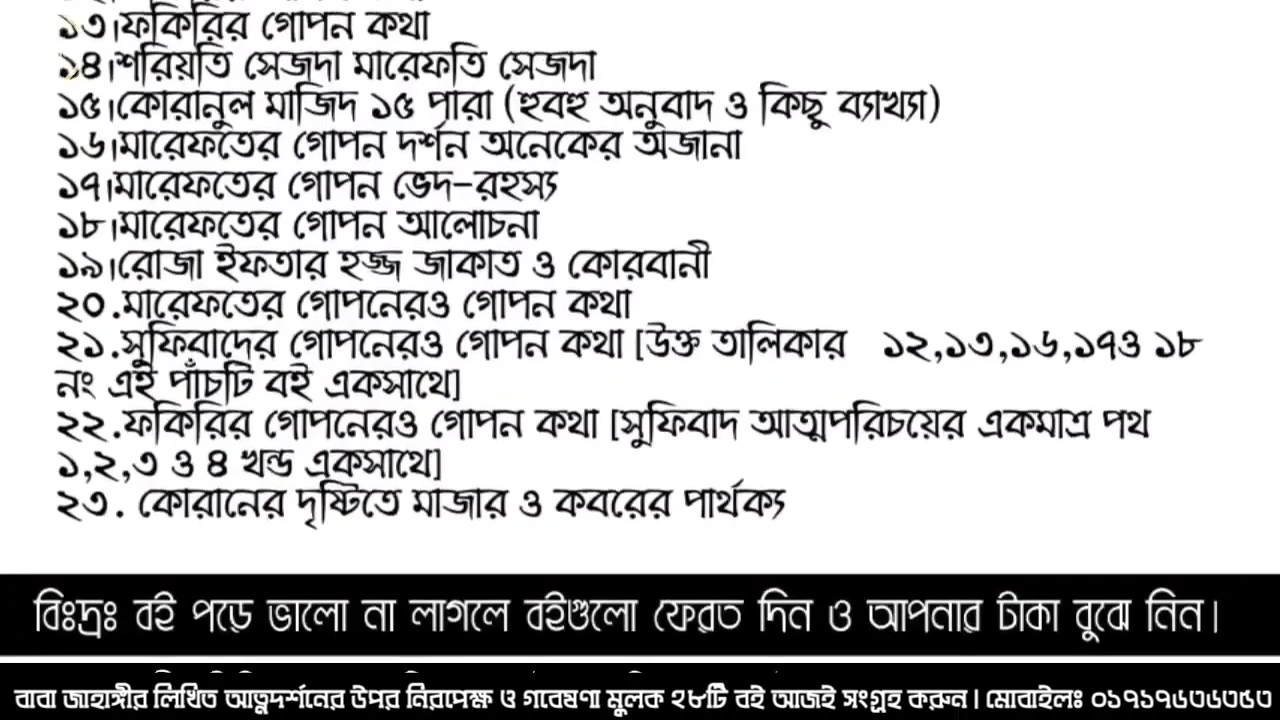 ১৩।ফকিরির গোপন কথা
১৪।শরিয়তি সেজদা মারেফতি সেজদা
১৫।কোরানুল মাজিদ ১৫ পারা (হুবহু অনুবাদ ও কিছু ব্যাখ্যা)
১৬।মারেফতের গোপন দর্শন অনেকের অজানা
১৭।মারেফতের গোপন ভেদ-রহস্য
১৮।মারেফতের গোপন আলোচনা
১৯।রোজা ইফতার হজ্জ জাকাত ও কোরবানী
২০.মারেফতের গোপনেরও গোপন কথা
২১.সুফিবাদের গোপনেরও গোপন কথা [উক্ত তালিকার ১২,১৩,১৬,১৭ও ১৮
নং এই পাঁচটি বই একসাথে]
২২.ফকিরির গোপনেরও গোপন কথা [সুফিবাদ আত্মপরিচয়ের একমাত্র পথ
১,২,৩ ও ৪ খন্ড একসাথে]
২৩. কোরানের দৃষ্টিতে মাজার ও কবরের পার্থক্য
বিঃদ্রঃ বই পড়ে ভালো না লাগলে বইগুলো ফেরত দিন ও আপনার টাকা বুঝে নিন।
বাবা জাহাঙ্গীর লিখিত আত্নদর্শনের উপর নিরপেক্ষ ও গবেষণা মুলক ২৮টি বই আজই সংগ্রহ করুন। মোবাইলঃ ০১৭১৭৬৩৬৩৫৩